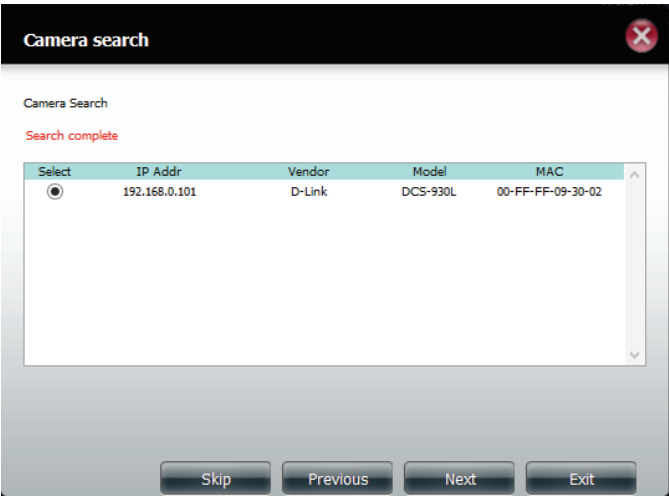 Camera search
Camera Search
Search complete
Select IP Addr Vendor Model MAC
192.168.0.101 D-Link DCS-930L 00-FF-FF-09-30-02
Skip Previous Next Exit